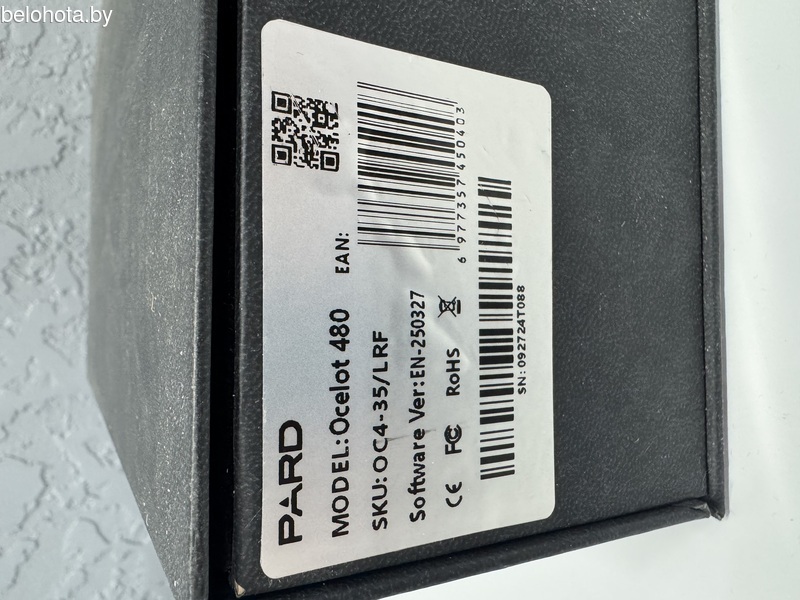 belohota.by
PARD
MODEL:Ocelot 480
SKU:OC4-35/LRF
EAN:
6 977357 450403
Software Ver:EN-250327
CE FC RoHS
SN:092724T088